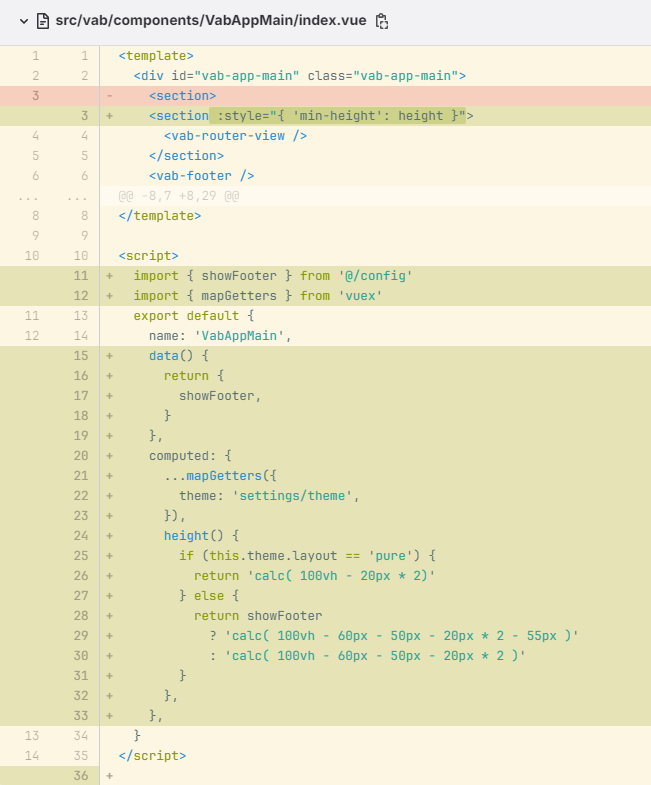 src/vab/components/VabAppMain/index.vue
1 1 <template>
2 2 <div id="vab-app-main" class="vab-app-main">
3 - <section>
3 + <section :style="{ 'min-height': height }">
4 4 <vab-router-view />
5 5 </section>
6 6 <vab-footer />
... ... @@ -8,7 +8,29 @@
8 8 </template>
9 9
10 10 <script>
11 + import { showFooter } from '@/config'
12 + import { mapGetters } from 'vuex'
11 13 export default {
12 14 name: 'VabAppMain',
15 + data() {
16 + return {
17 + showFooter,
18 + }
19 + },
20 + computed: {
21 + ...mapGetters({
22 + theme: 'settings/theme',
23 + }),
24 + height() {
25 + if (this.theme.layout == 'pure') {
26 + return 'calc( 100vh - 20px * 2)'
27 + } else {
28 + return showFooter
29 + ? 'calc( 100vh - 60px - 50px - 20px * 2 - 55px )'
30 + : 'calc( 100vh - 60px - 50px - 20px * 2 )'
31 + }
32 + },
33 + },
13 34 }
14 35 </script>
36 +